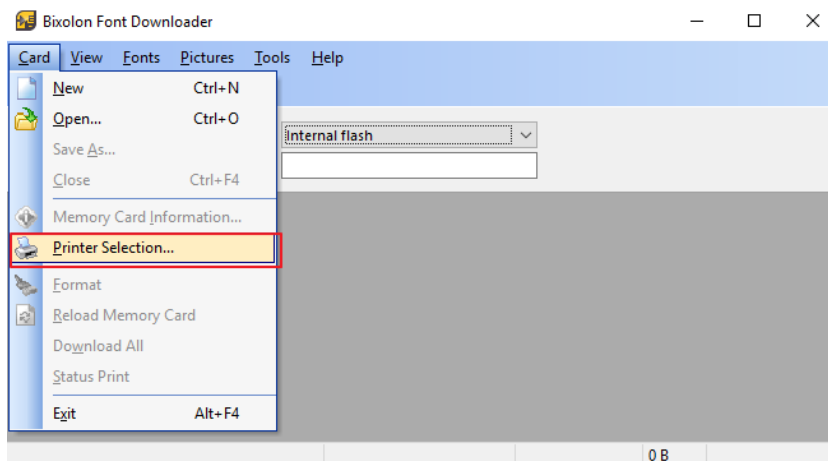 Bixolon Font Downloader
Card View Fonts Pictures Tools Help
New Ctrl+N
Open... Ctrl+O
Internal flash
Save As...
Close Ctrl+F4
Memory Card Information...
Printer Selection...
Format
Reload Memory Card
Download All
Status Print
Exit Alt+F4
0 B